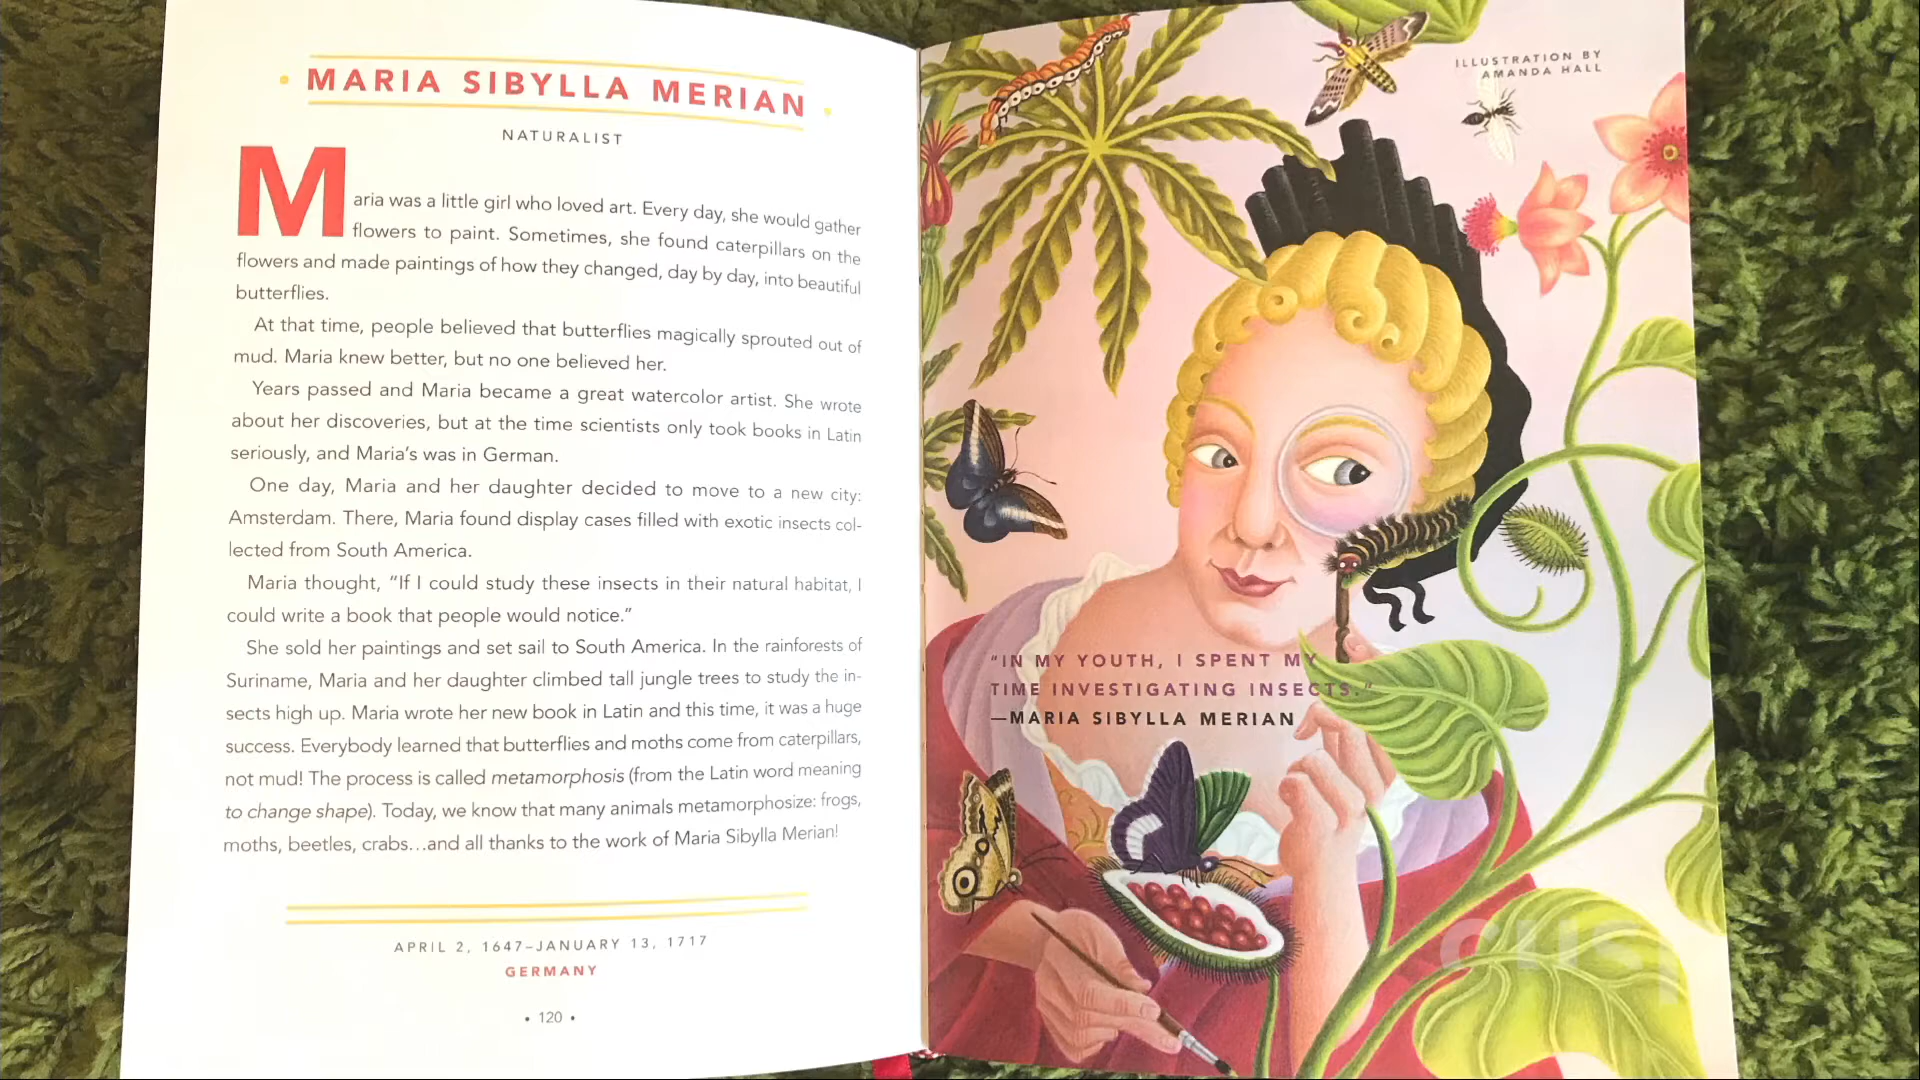 MARIA SIBYLLA MERIAN
NATURALIST
Maria was a little girl who loved art. Every day, she would gather
flowers to paint. Sometimes, she found caterpillars on the
flowers and made paintings of how they changed, day by day, into beautiful
butterflies.
At that time, people believed that butterflies magically sprouted out of
mud. Maria knew better, but no one believed her.
Years passed and Maria became a great watercolor artist. She wrote
about her discoveries, but at the time scientists only took books in Latin
seriously, and Maria's was in German.
One day, Maria and her daughter decided to move to a new city:
Amsterdam. There, Maria found display cases filled with exotic insects col-
lected from South America.
Maria thought, "If I could study these insects in their natural habitat, I
could write a book that people would notice."
She sold her paintings and set sail to South America. In the rainforests of
Suriname, Maria and her daughter climbed tall jungle trees to study the in-
sects high up. Maria wrote her new book in Latin and this time, it was a huge
success. Everybody learned that butterflies and moths come from caterpillars,
not mud! The process is called metamorphosis (from the Latin word meaning
to change shape). Today, we know that many animals metamorphosize: frogs,
moths, beetles, crabs...and all thanks to the work of Maria Sibylla Merian!
APRIL 2, 1647–JANUARY 13, 1717
GERMANY
• 120 •
ILLUSTRATION BY
AMANDA HALL
"IN MY YOUTH, I SPENT MY
TIME INVESTIGATING INSECTS."
—MARIA SIBYLLA MERIAN